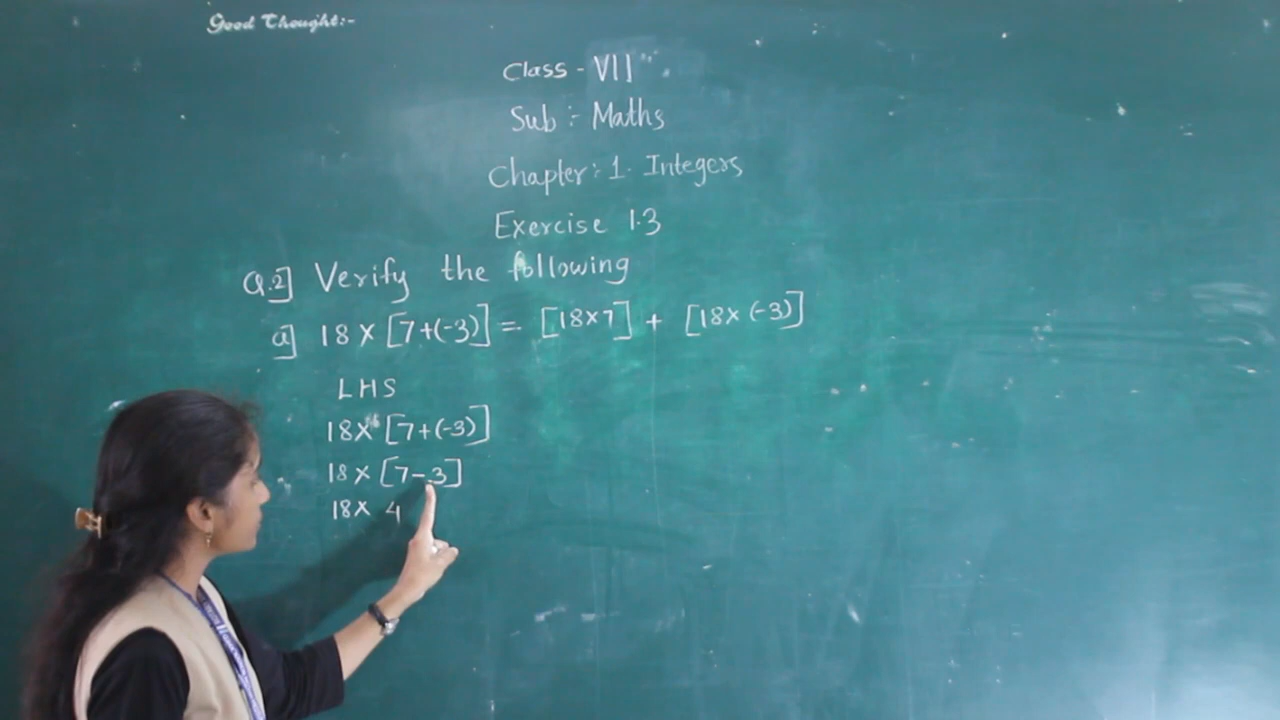 Good Thought:-
Class - VII
Sub :- Maths
Chapter: 1. Integers
Exercise 1.3
Q.2] Verify the following
a] 18 × [7+(-3)] = [18×7] + [18× (-3)]
LHS
18× [7+(-3)]
18 × [7-3]
18× 4